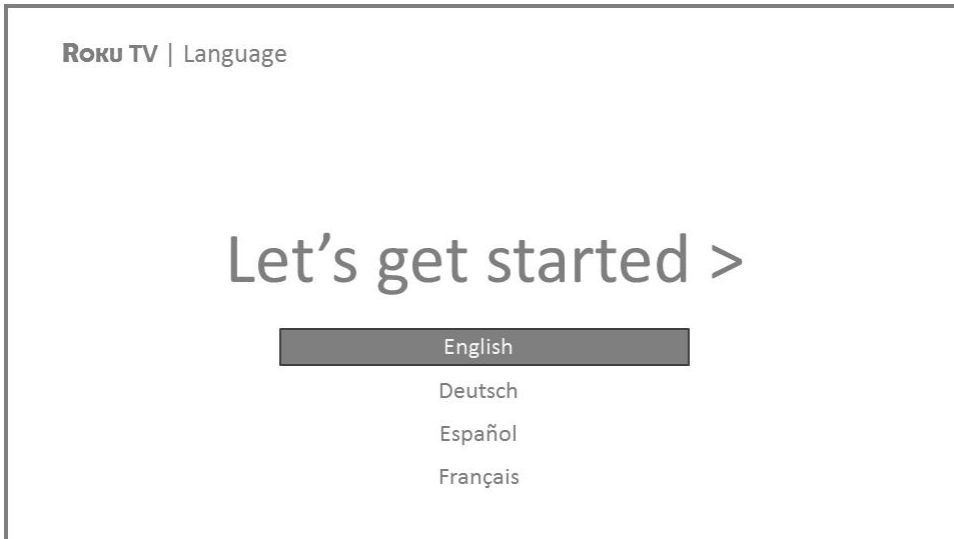 Roku TV | Language
Let’s get started >
English
Deutsch
Español
Français